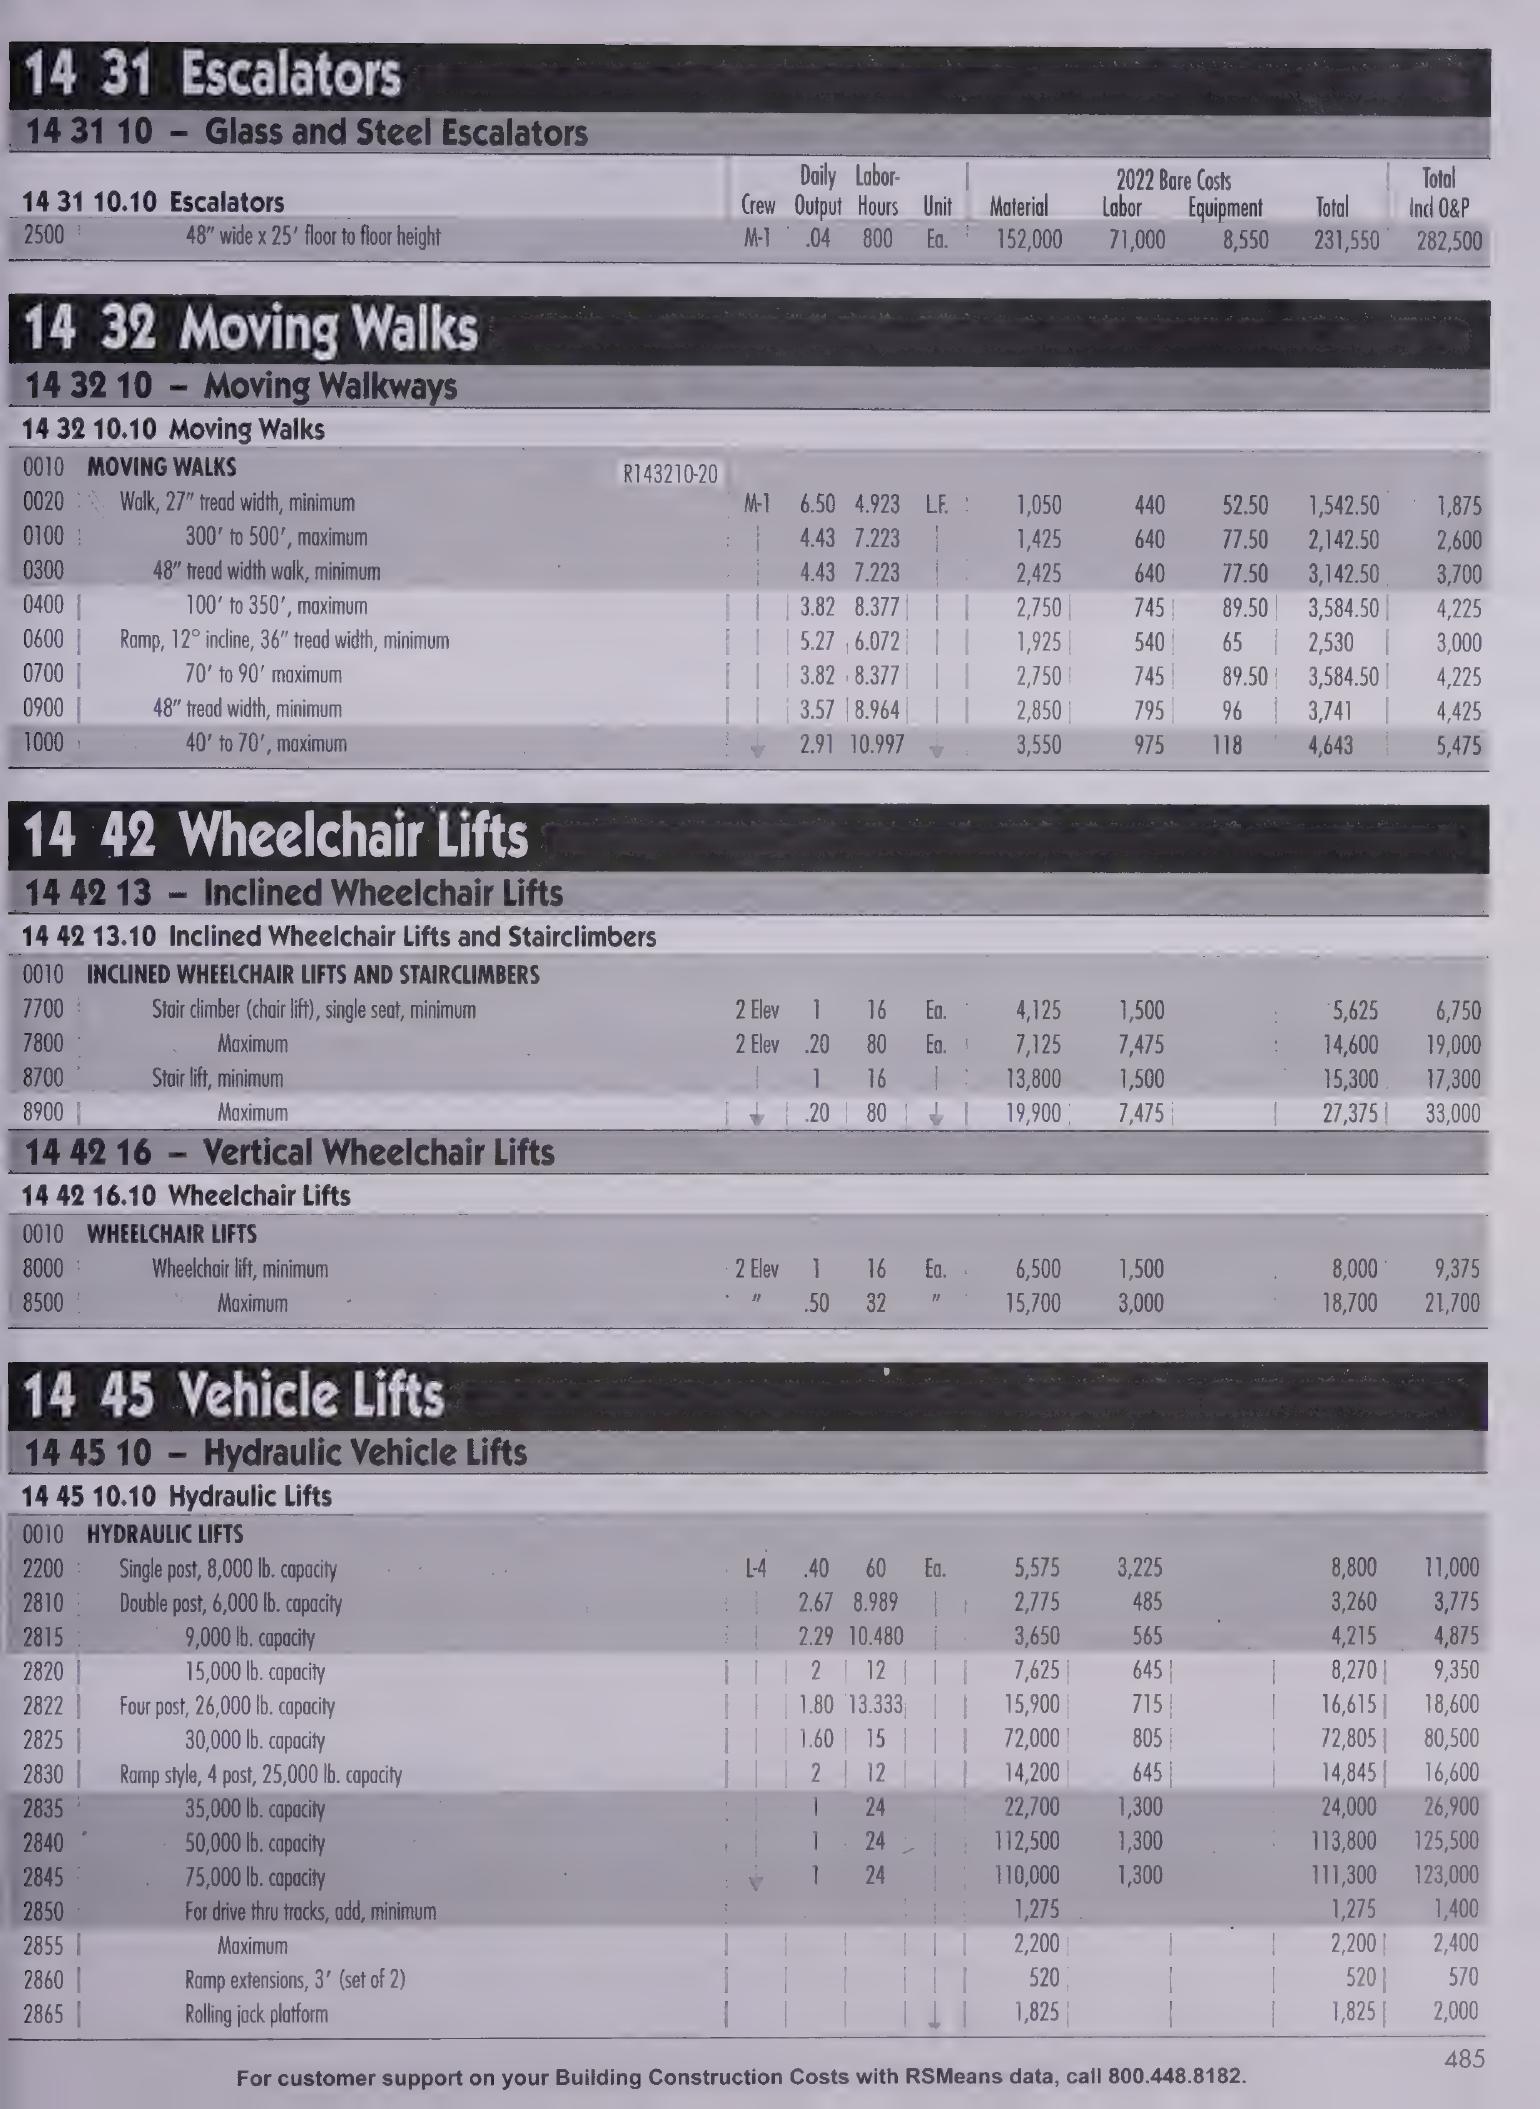 14 31 Escalators
14 31 10 – Glass and Steel Escalators
14 31 10.10 Escalators Crew Daily Output Labor-Hours Unit Material 2022 Bare Costs Labor Equipment Total Total Incl O&P
2500 48" wide x 25' floor to floor height M-1 .04 800 Ea. 152,000 71,000 8,550 231,550 282,500
14 32 Moving Walks
14 32 10 – Moving Walkways
14 32 10.10 Moving Walks
0010 MOVING WALKS R143210-20
0020 Walk, 27" tread width, minimum M-1 6.50 4.923 L.F. 1,050 440 52.50 1,542.50 1,875
0100 300' to 500', maximum 4.43 7.223 1,425 640 77.50 2,142.50 2,600
0300 48" tread width walk, minimum 4.43 7.223 2,425 640 77.50 3,142.50 3,700
0400 100' to 350', maximum 3.82 8.377 2,750 745 89.50 3,584.50 4,225
0600 Ramp, 12° incline, 36" tread width, minimum 5.27 6.072 1,925 540 65 2,530 3,000
0700 70' to 90' maximum 3.82 8.377 2,750 745 89.50 3,584.50 4,225
0900 48" tread width, minimum 3.57 8.964 2,850 795 96 3,741 4,425
1000 40' to 70', maximum 2.91 10.997 3,550 975 118 4,643 5,475
14 42 Wheelchair Lifts
14 42 13 – Inclined Wheelchair Lifts
14 42 13.10 Inclined Wheelchair Lifts and Stairclimbers
0010 INCLINED WHEELCHAIR LIFTS AND STAIRCLIMBERS
7700 Stair climber (chair lift), single seat, minimum 2 Elev 1 16 Ea. 4,125 1,500 5,625 6,750
7800 Maximum 2 Elev .20 80 Ea. 7,125 7,475 14,600 19,000
8700 Stair lift, minimum 1 16 13,800 1,500 15,300 17,300
8900 Maximum .20 80 19,900 7,475 27,375 33,000
14 42 16 – Vertical Wheelchair Lifts
14 42 16.10 Wheelchair Lifts
0010 WHEELCHAIR LIFTS
8000 Wheelchair lift, minimum 2 Elev 1 16 Ea. 6,500 1,500 8,000 9,375
8500 Maximum " .50 32 " 15,700 3,000 18,700 21,700
14 45 Vehicle Lifts
14 45 10 – Hydraulic Vehicle Lifts
14 45 10.10 Hydraulic Lifts
0010 HYDRAULIC LIFTS
2200 Single post, 8,000 lb. capacity L-4 .40 60 Ea. 5,575 3,225 8,800 11,000
2810 Double post, 6,000 lb. capacity 2.67 8.989 2,775 485 3,260 3,775
2815 9,000 lb. capacity 2.29 10.480 3,650 565 4,215 4,875
2820 15,000 lb. capacity 2 12 7,625 645 8,270 9,350
2822 Four post, 26,000 lb. capacity 1.80 13.333 15,900 715 16,615 18,600
2825 30,000 lb. capacity 1.60 15 72,000 805 72,805 80,500
2830 Ramp style, 4 post, 25,000 lb. capacity 2 12 14,200 645 14,845 16,600
2835 35,000 lb. capacity 1 24 22,700 1,300 24,000 26,900
2840 50,000 lb. capacity 1 24 112,500 1,300 113,800 125,500
2845 75,000 lb. capacity 1 24 110,000 1,300 111,300 123,000
2850 For drive thru tracks, add, minimum 1,275 1,275 1,400
2855 Maximum 2,200 2,200 2,400
2860 Ramp extensions, 3' (set of 2) 520 520 570
2865 Rolling jack platform 1,825 1,825 2,000
For customer support on your Building Construction Costs with RSMeans data, call 800.448.8182.
485